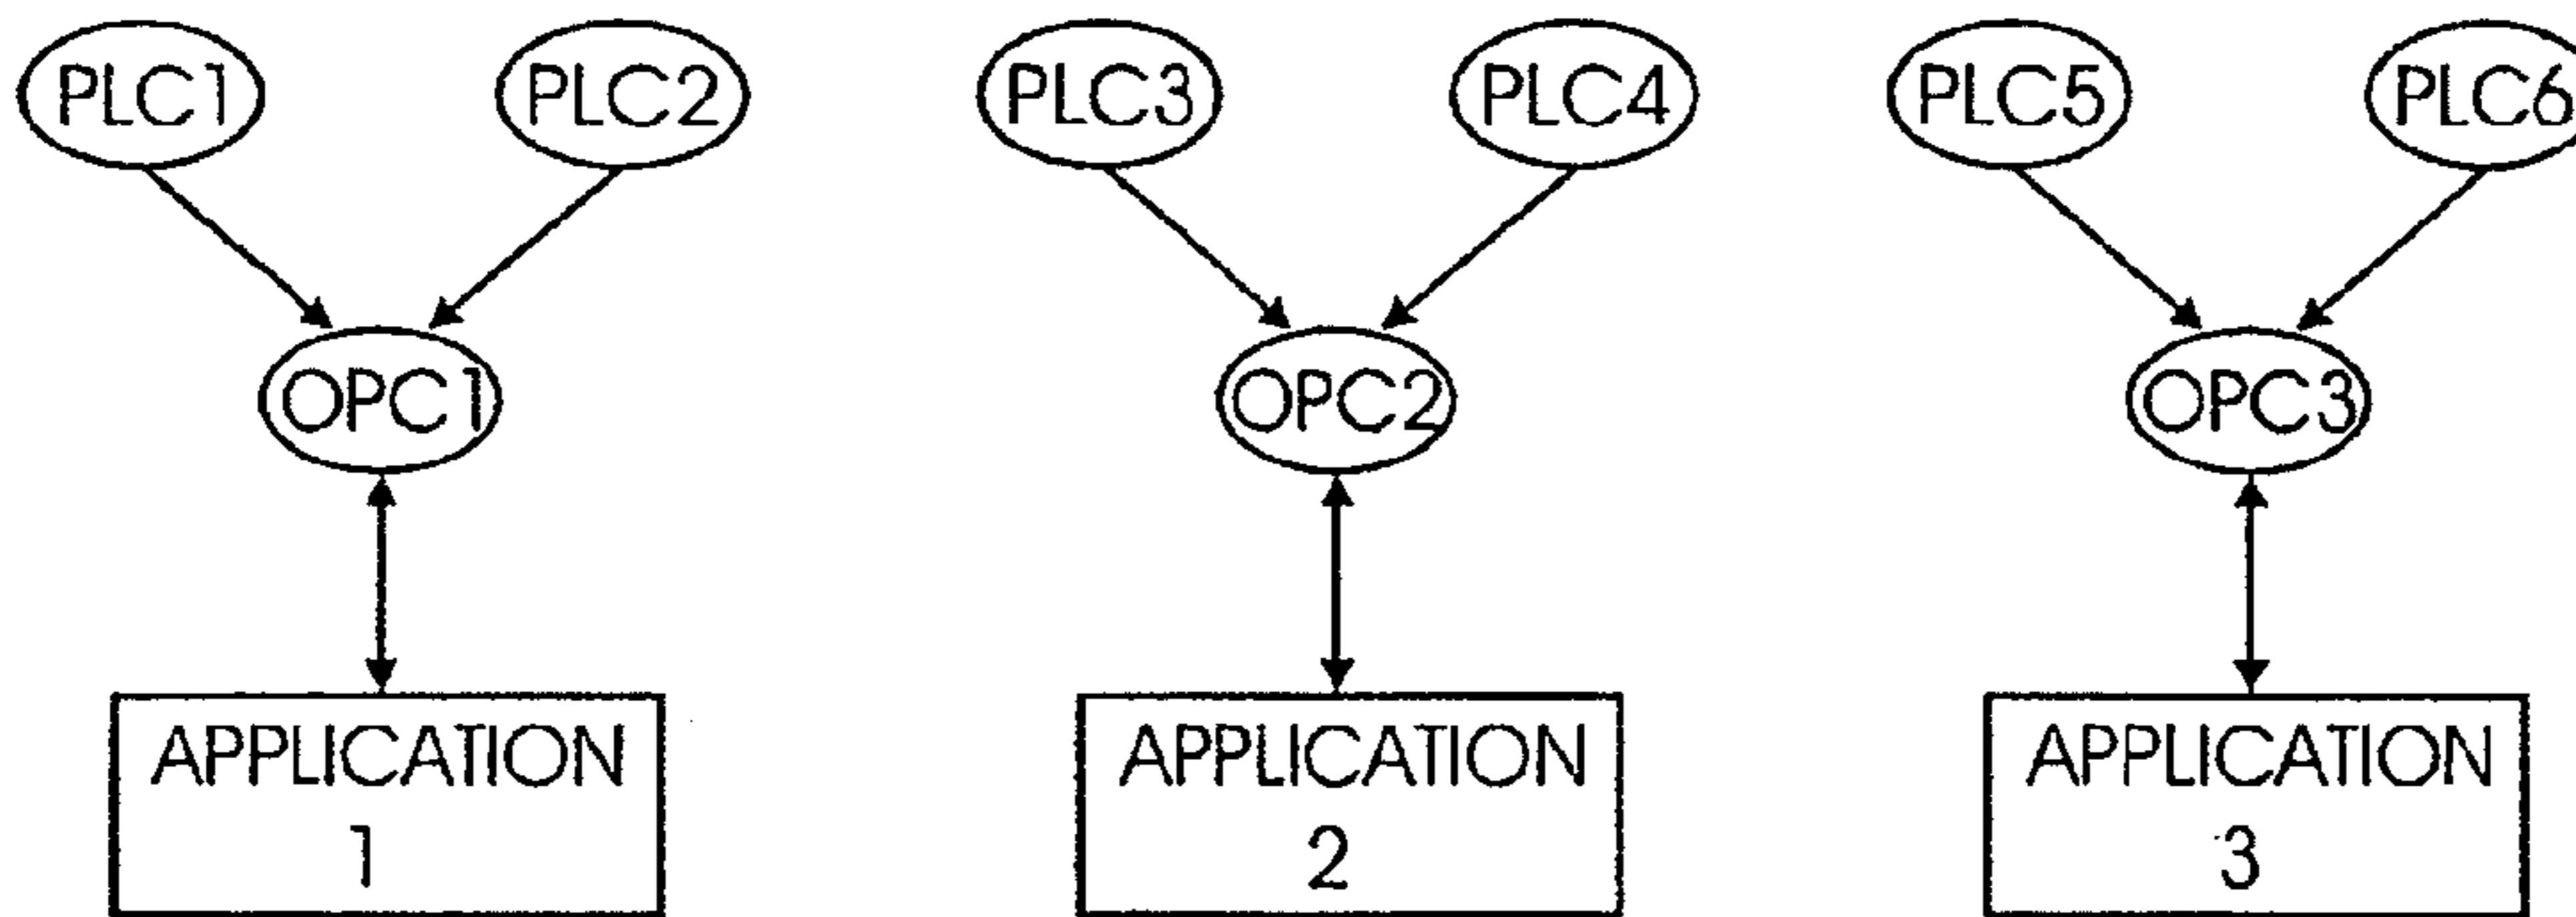 PLC1 PLC2 PLC3 PLC4 PLC5 PLC6
OPC1 OPC2 OPC3
APPLICATION
1
APPLICATION
2
APPLICATION
3